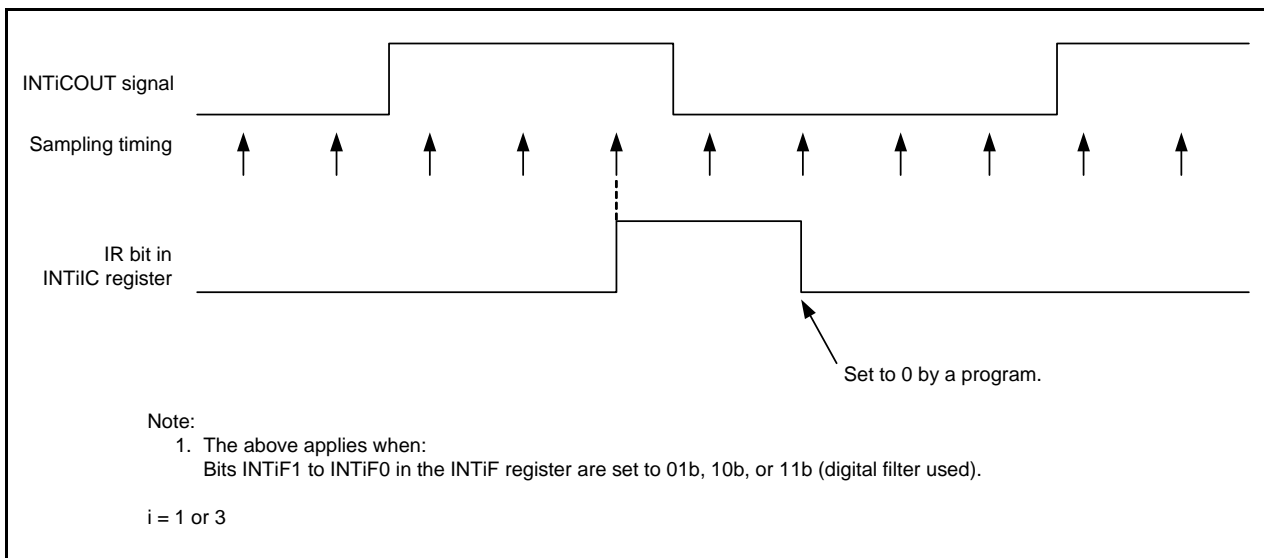 INTiCOUT signal
Sampling timing
IR bit in
INTiIC register
Set to 0 by a program.
Note:
1. The above applies when:
Bits INTiF1 to INTiF0 in the INTiF register are set to 01b, 10b, or 11b (digital filter used).
i = 1 or 3